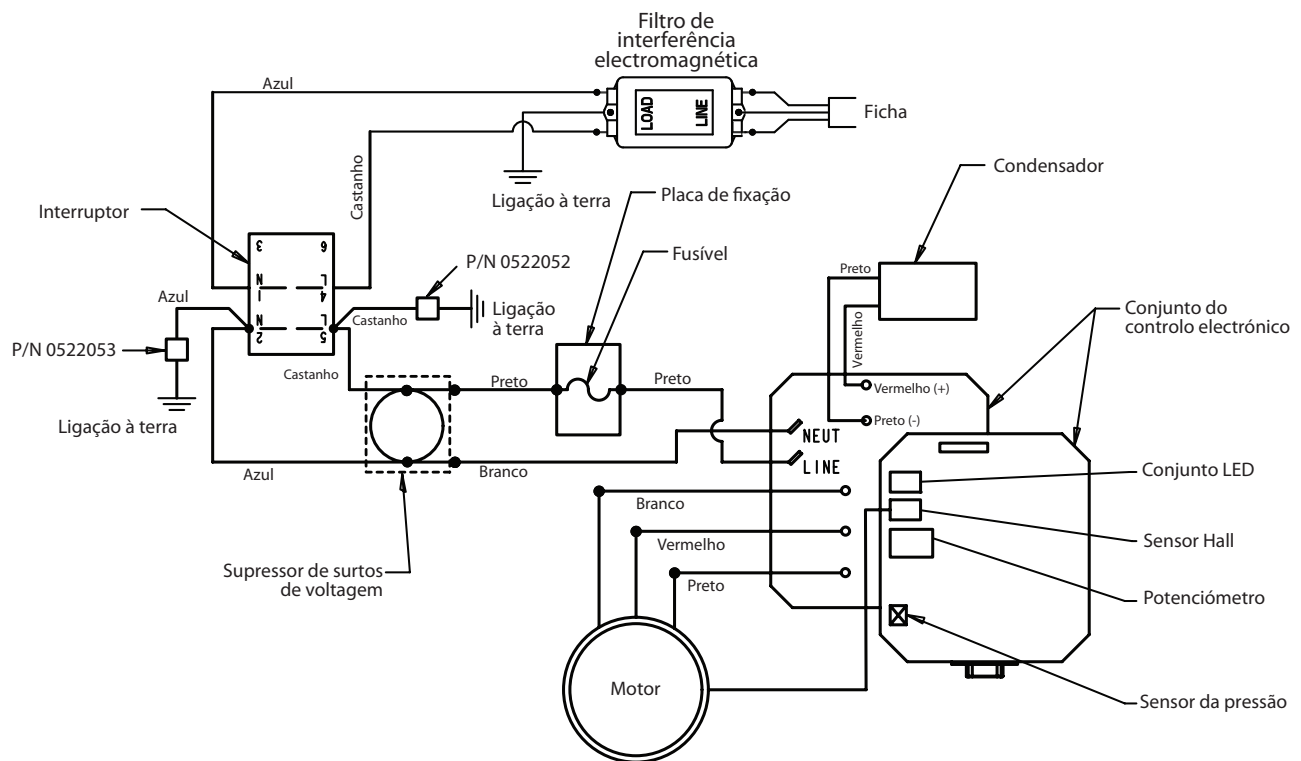 Filtro de
interferência
electromagnética
Azul
LOAD
LINE
Ficha
Castanho
Ligação à terra
Placa de fixação
Condensador
Interruptor
3
6
N
1
L
4
N
2
L
5
P/N 0522052
Fusível
Preto
Vermelho
Azul
Castanho
Ligação
à terra
Conjunto do
controlo electrónico
P/N 0522053
Castanho
Preto
Preto
Vermelho (+)
Preto (-)
Ligação à terra
NEUT
LINE
Azul
Branco
Conjunto LED
Branco
Sensor Hall
Vermelho
Supressor de surtos
de voltagem
Preto
Potenciómetro
Motor
Sensor da pressão